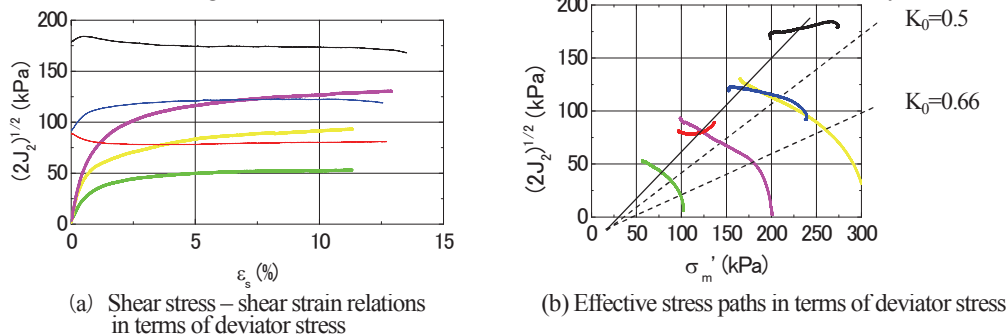 200
150
100
50
0
(2J₂)^1/2 (kPa)
0 5 10 15
ε_s (%)
(a) Shear stress – shear strain relations
in terms of deviator stress
200
150
100
50
0
(2J₂)^1/2 (kPa)
0 50 100 150 200 250 300
σ_m' (kPa)
K₀=0.5
K₀=0.66
(b) Effective stress paths in terms of deviator stress